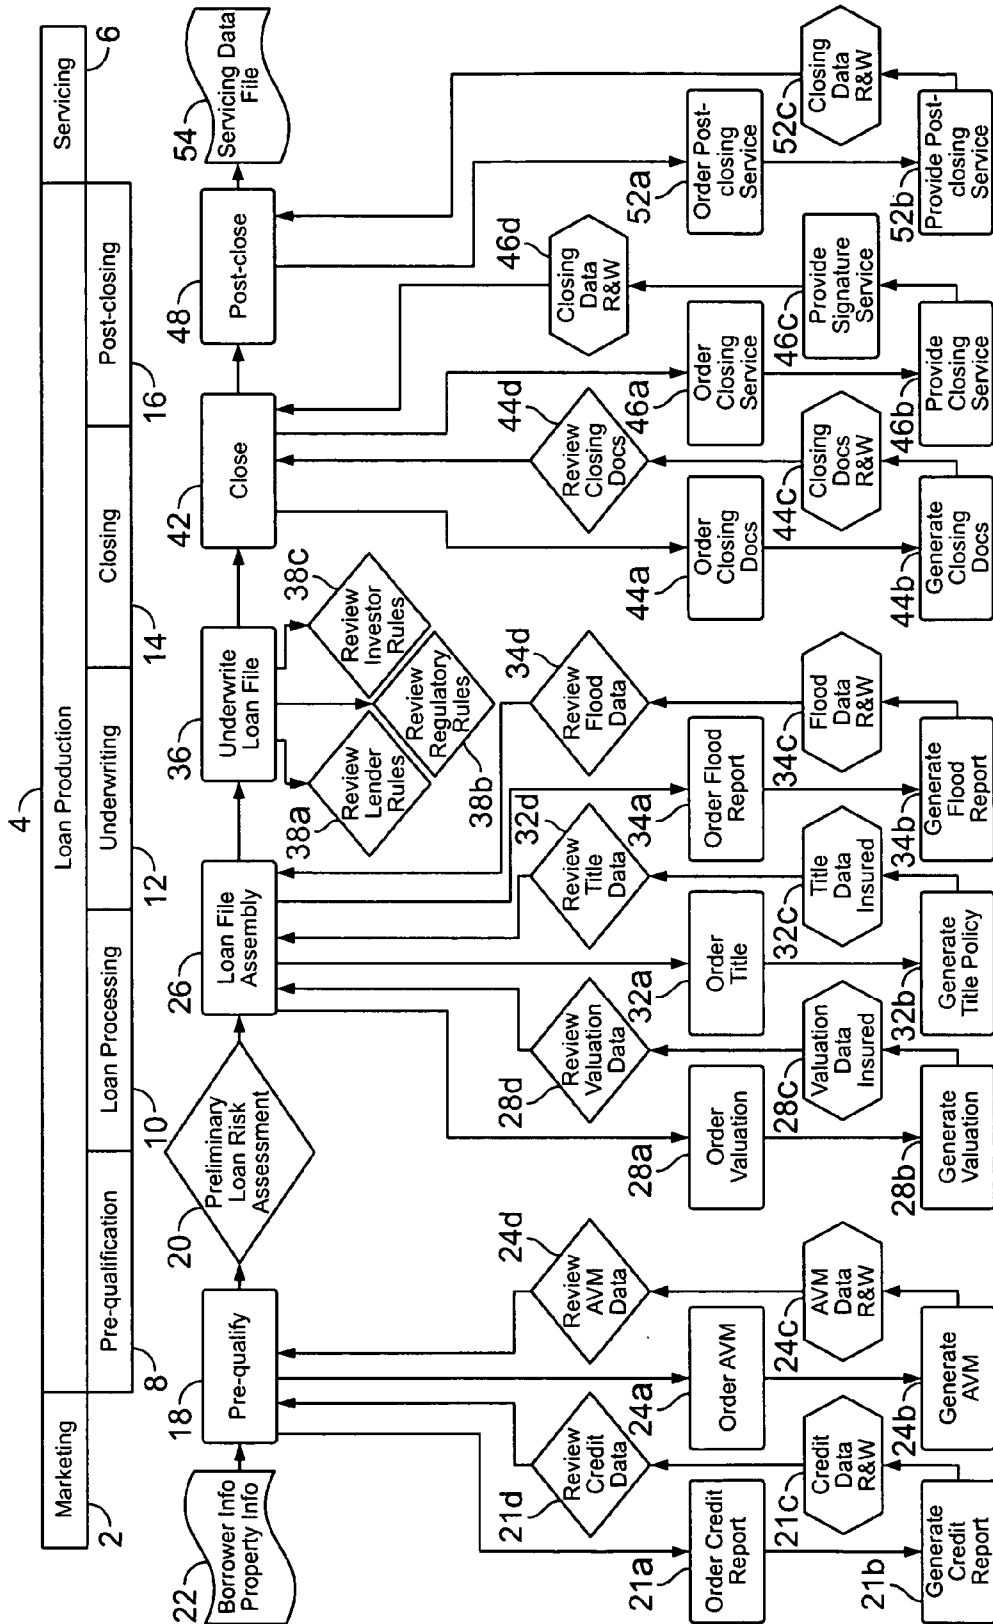 4
Marketing
Loan Production
Servicing
2
6
Pre-qualification
Loan Processing
Underwriting
Closing
Post-closing
8
10
12
14
16
22
Borrower Info
Property Info
18
Pre-qualify
20
Preliminary
Loan Risk
Assessment
26
Loan File
Assembly
36
Underwrite
Loan File
42
Close
48
Post-close
54
Servicing Data
File
38a
Review
Lender
Rules
38b
Review
Regulatory
Rules
38c
Review
Investor
Rules
21d
Review
Credit
Data
24d
Review
AVM
Data
28d
Review
Valuation
Data
32d
Review
Title
Data
34d
Review
Flood
Data
44d
Review
Closing
Docs
46d
Closing
Data
R&W
21a
Order Credit
Report
24a
Order AVM
28a
Order
Valuation
32a
Order
Title
34a
Order Flood
Report
44a
Order
Closing
Docs
46a
Order
Closing
Service
52a
Order Post-
closing
Service
21c
Credit
Data
R&W
24c
AVM
Data
R&W
28c
Valuation
Data
Insured
32c
Title
Data
Insured
34c
Flood
Data
R&W
44c
Closing
Docs
R&W
46c
Provide
Signature
Service
52c
Closing
Data
R&W
21b
Generate
Credit
Report
24b
Generate
AVM
28b
Generate
Valuation
32b
Generate
Title Policy
34b
Generate
Flood
Report
44b
Generate
Closing
Docs
46b
Provide
Closing
Service
52b
Provide Post-
closing
Service